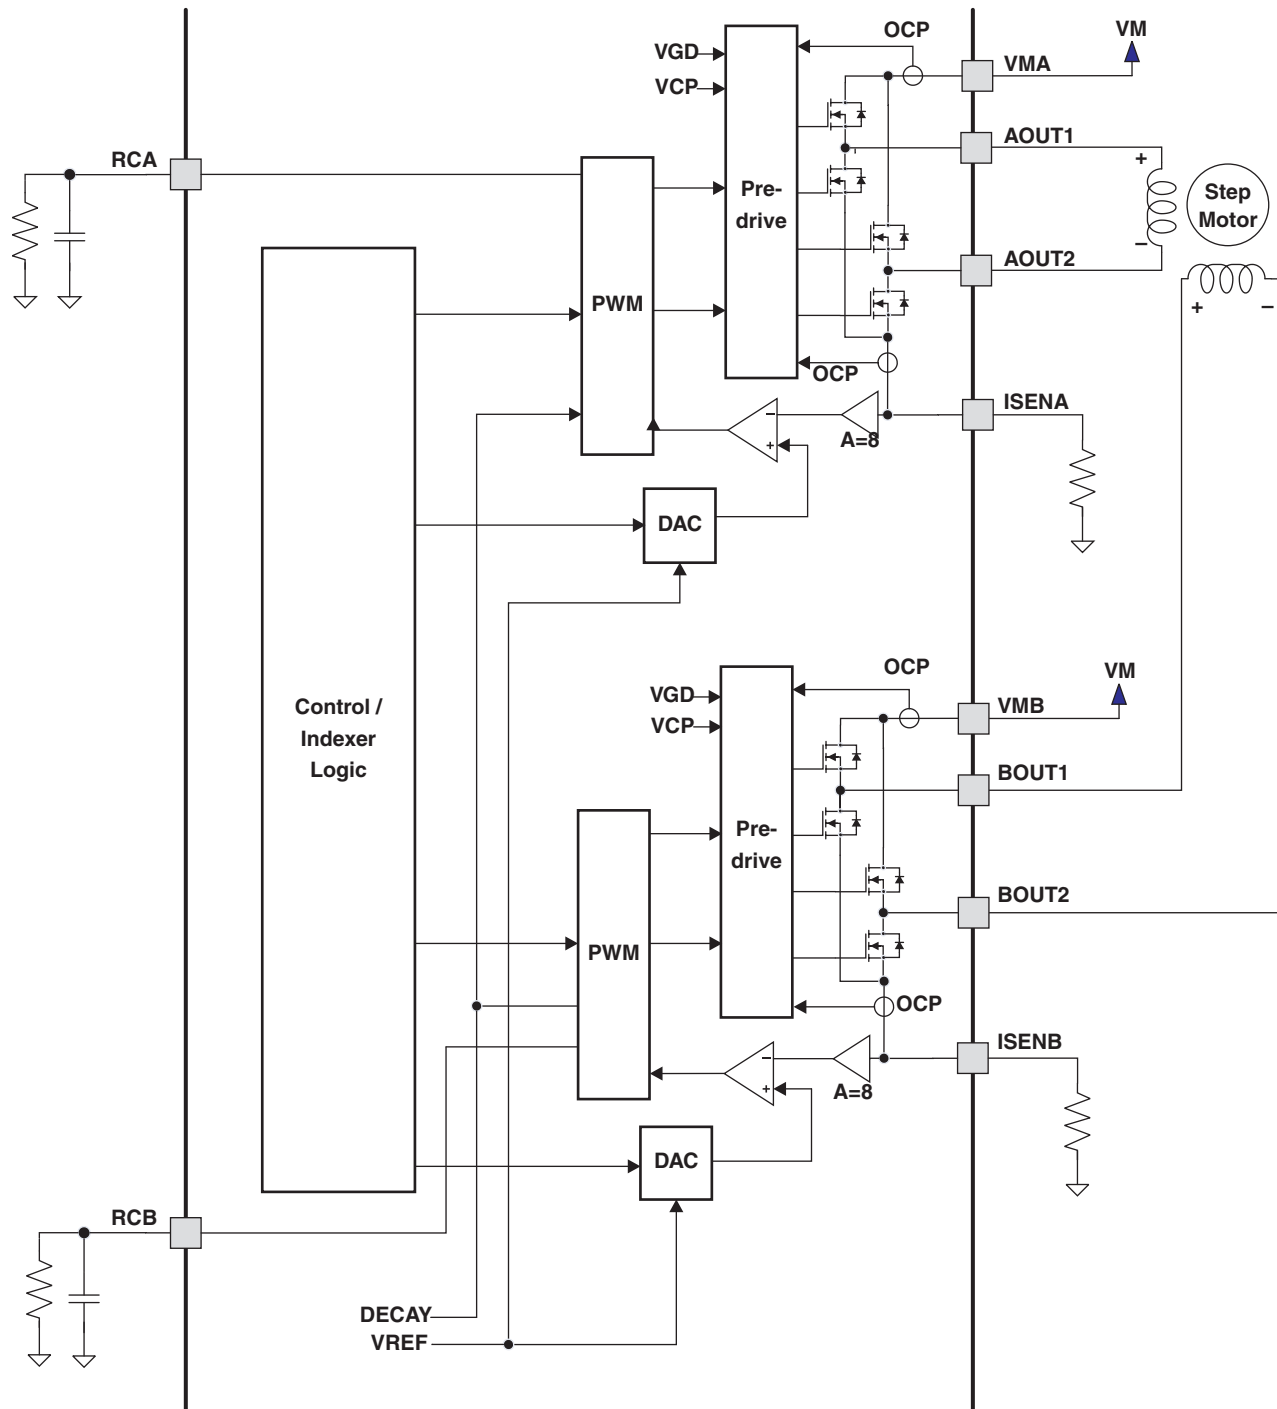 OCP
VM
VGD
VMA
VCP
AOUT1
RCA
+
Pre-
drive
Step
Motor
–
AOUT2
PWM
+ –
OCP
ISENA
–
A=8
+
DAC
OCP
VM
VGD
VMB
VCP
Control /
Indexer
Logic
BOUT1
Pre-
drive
BOUT2
PWM
OCP
ISENB
–
+
A=8
DAC
RCB
DECAY
VREF